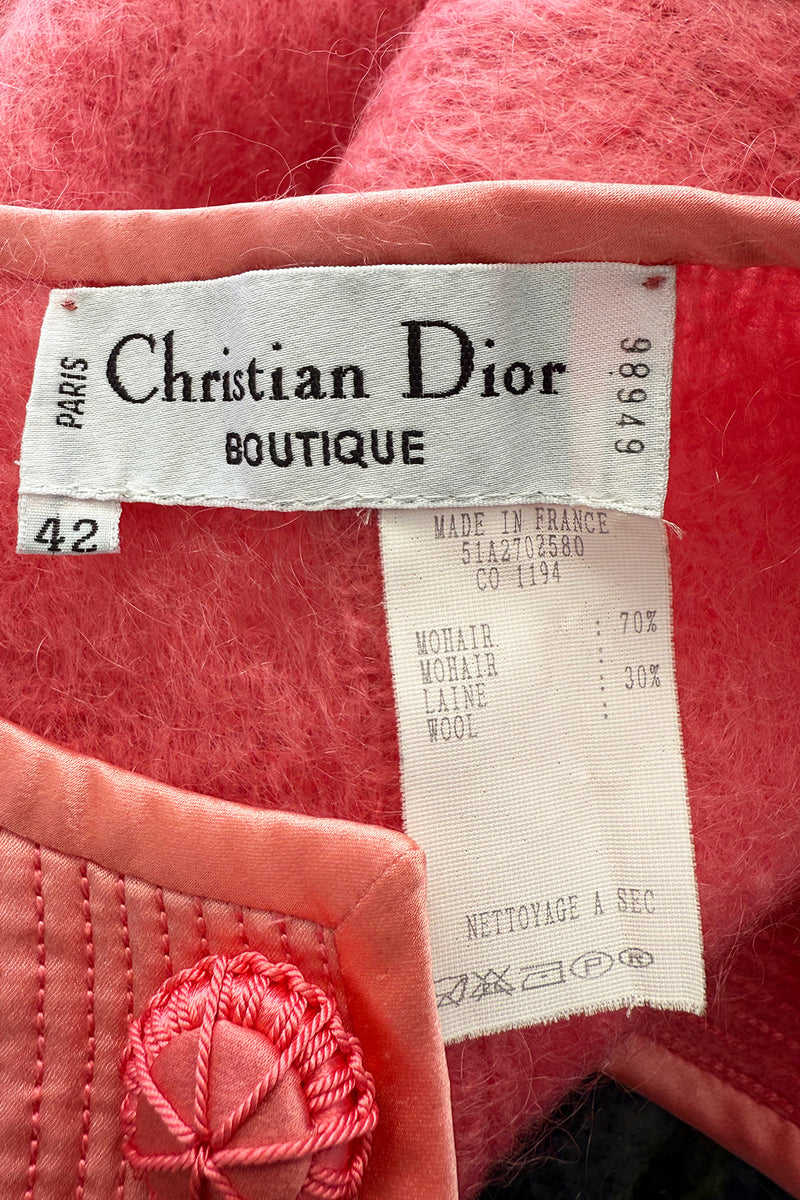 PARIS
Christian Dior
BOUTIQUE
98949
42
MADE IN FRANCE
51A2702580
CO 1194
MOHAIR : 70%
MOHAIR
LAINE : 30%
WOOL :
NETTOYAGE A SEC
P R